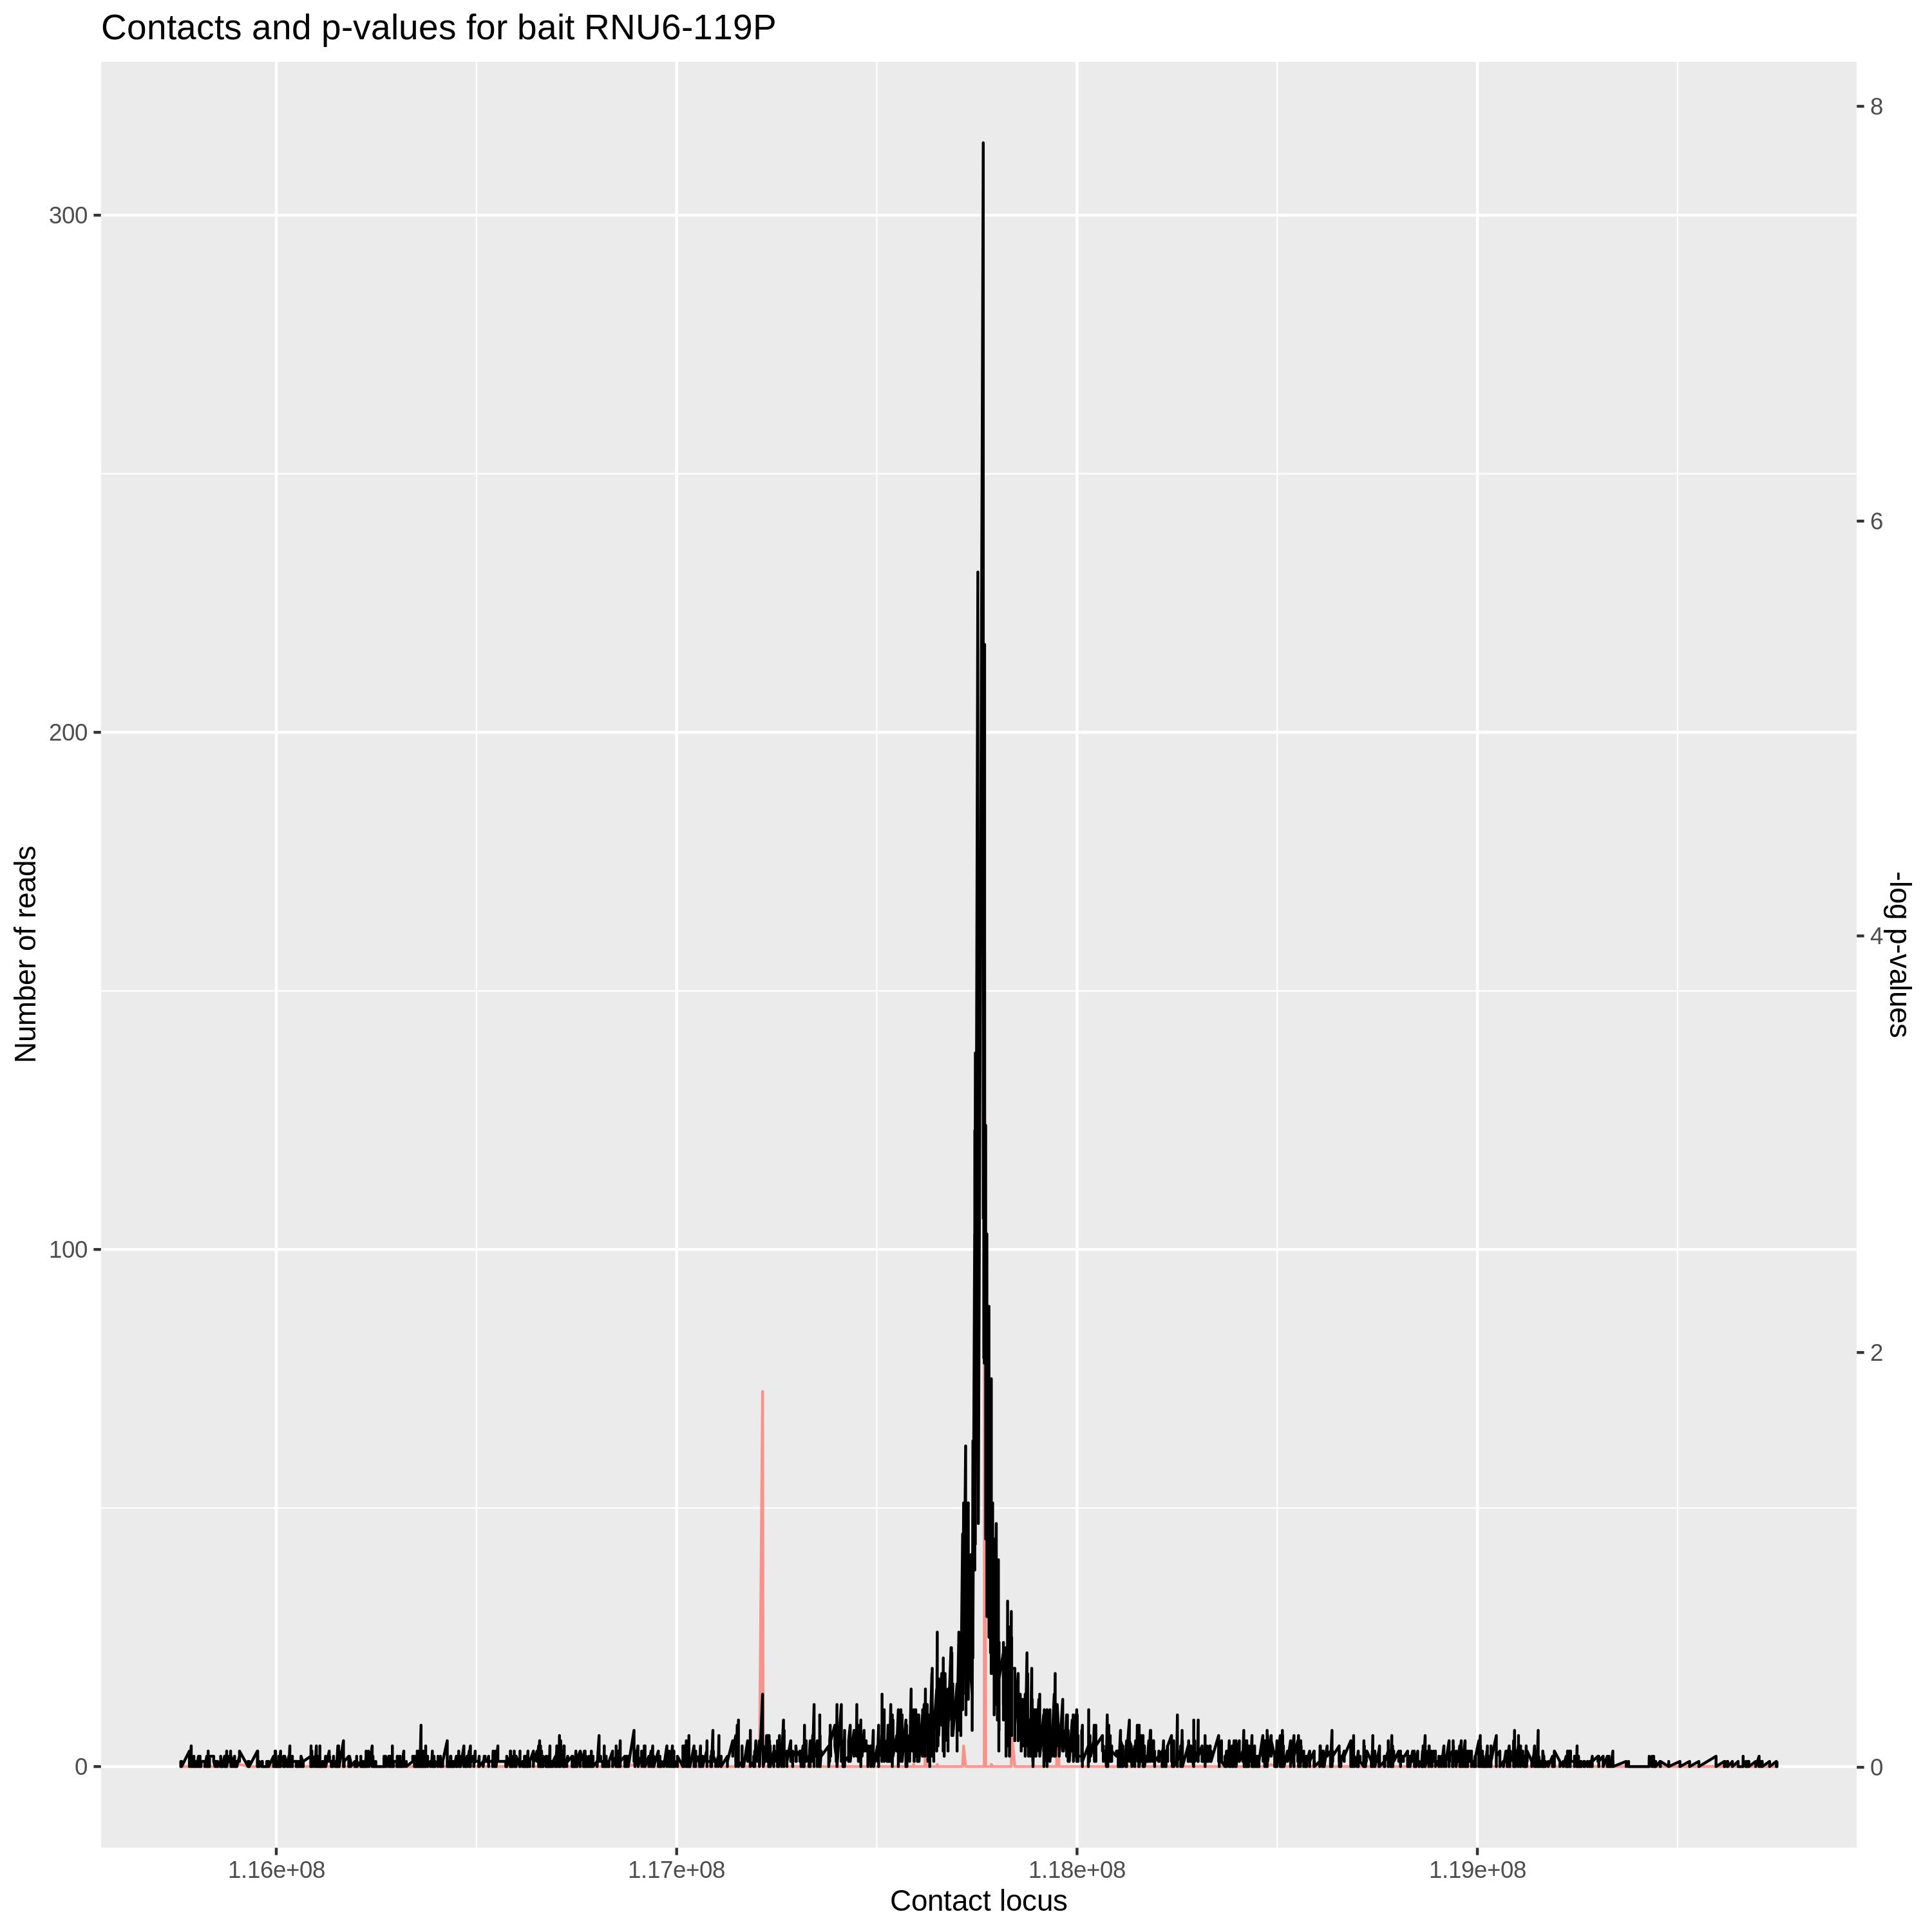 Contacts and p-values for bait RNU6-119P
300
200
100
0
Number of reads
8
6
4
2
0
-log p-values
1.16e+08
1.17e+08
1.18e+08
1.19e+08
Contact locus